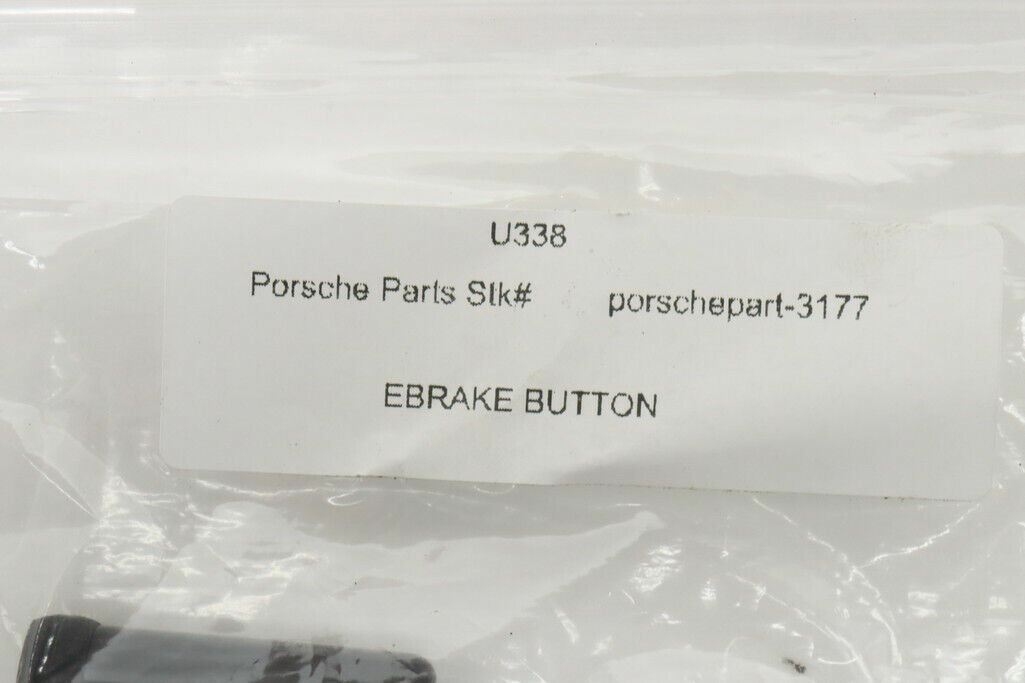 U338
Porsche Parts Stk# porschepart-3177
EBRAKE BUTTON